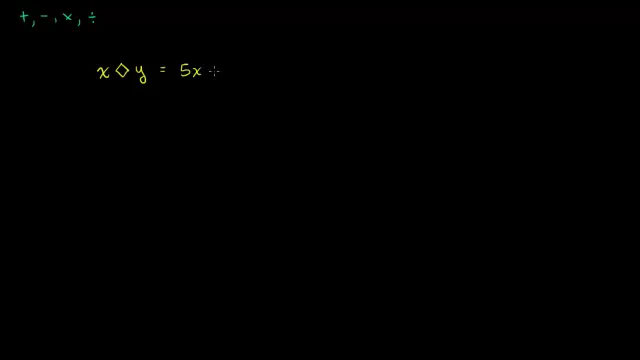 +, -, ×, ÷
x ◇ y = 5x -